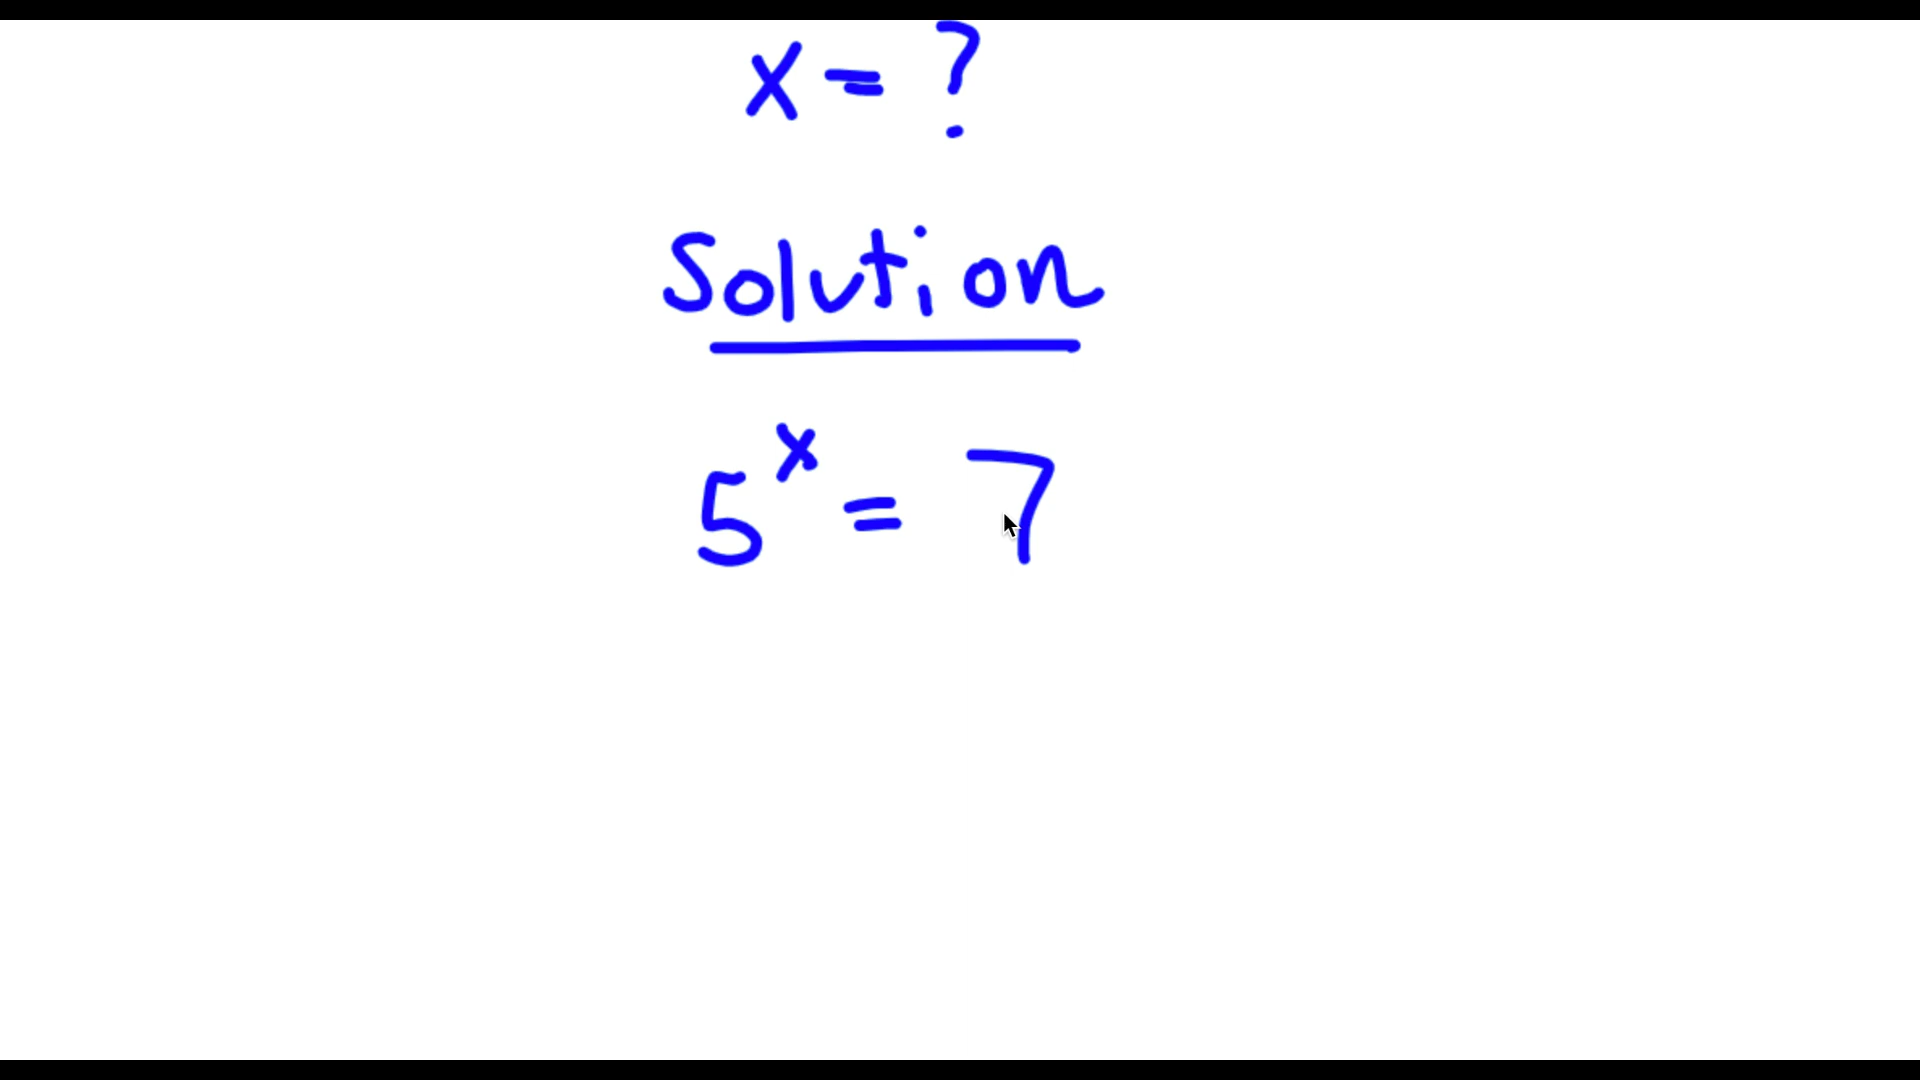 x = ?
Solution
5^x = 7